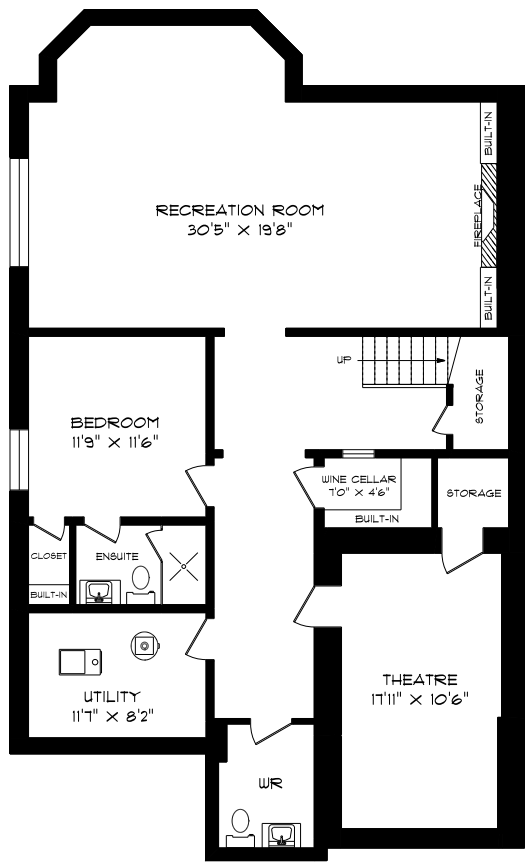 BUILT-IN
RECREATION ROOM
30'5" X 19'8"
FIREPLACE
BUILT-IN
UP
STORAGE
BEDROOM
11'9" X 11'6"
WINE CELLAR
7'0" X 4'6"
BUILT-IN
STORAGE
CLOSET
BUILT-IN
ENSUITE
UTILITY
11'7" X 8'2"
THEATRE
17'11" X 10'6"
WR